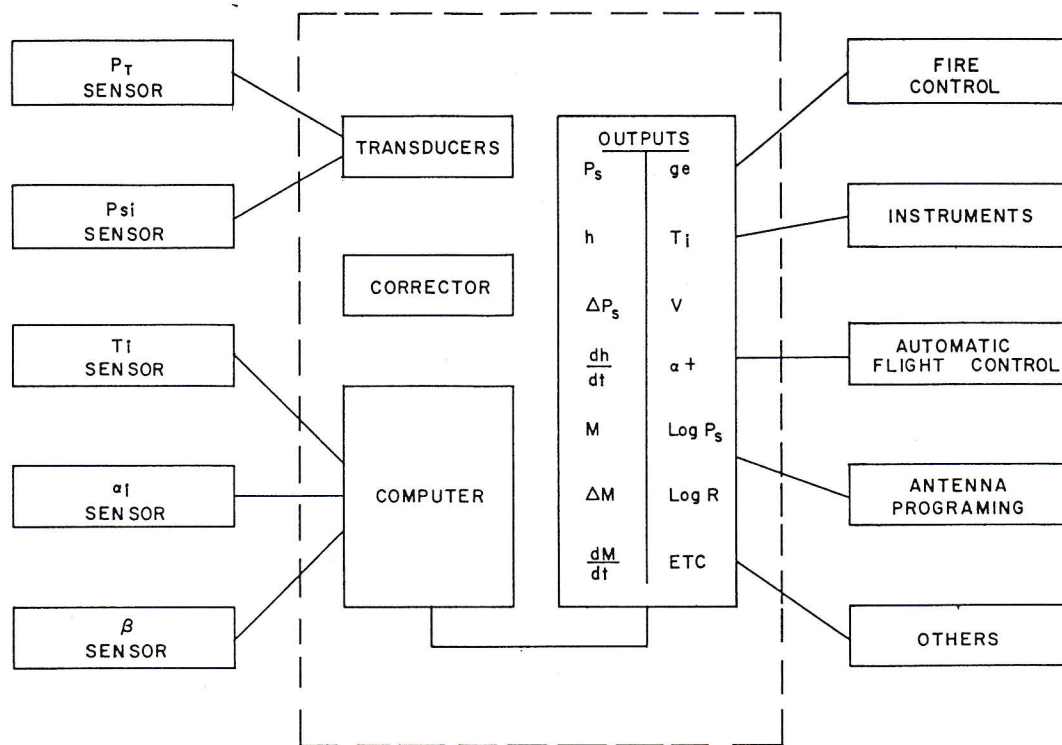 P_T
SENSOR
Psi
SENSOR
Ti
SENSOR
αi
SENSOR
β
SENSOR
TRANSDUCERS
CORRECTOR
COMPUTER
OUTPUTS
P_s ge
h Ti
ΔP_s V
dh/dt α+
M Log P_s
ΔM Log R
dM/dt ETC
FIRE
CONTROL
INSTRUMENTS
AUTOMATIC
FLIGHT CONTROL
ANTENNA
PROGRAMING
OTHERS